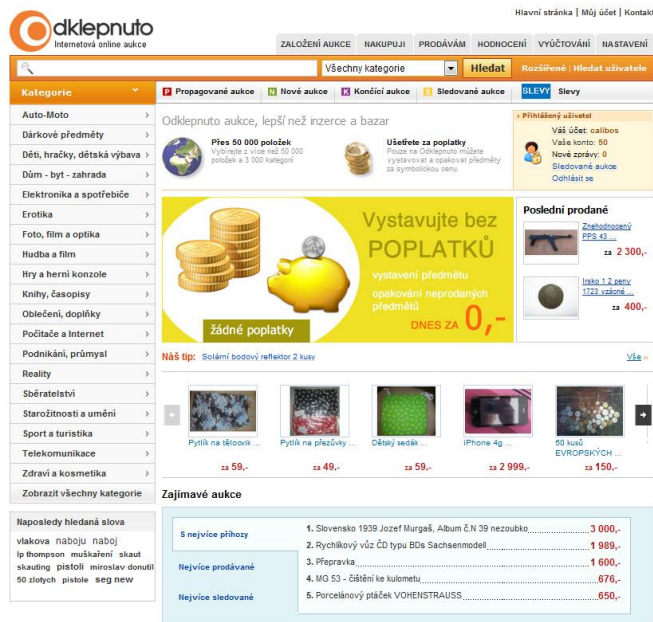 Hlavní stránka | Můj účet | Kontakt
Odklepnuto
Internetová online aukce
ZALOŽENÍ AUKCE NAKUPUJI PRODÁVÁM HODNOCENÍ VYÚČTOVÁNÍ NASTAVENÍ
Všechny kategorie Hledat Rozšířené | Hledat uživatele
Kategorie
P Propagované aukce N Nové aukce K Končící aukce S Sledované aukce SLEVY Slevy
Auto-Moto
Dárkové předměty
Děti, hračky, dětská výbava
Dům - byt - zahrada
Elektronika a spotřebiče
Erotika
Foto, film a optika
Hudba a film
Hry a herní konzole
Knihy, časopisy
Oblečení, doplňky
Počítače a Internet
Podnikání, průmysl
Reality
Sběratelství
Starožitnosti a umění
Sport a turistika
Telekomunikace
Zdraví a kosmetika
Zobrazit všechny kategorie
Naposledy hledaná slova
vlakova naboju naboj
lp thompson muškaření skaut
skauting pistoli miroslav donutil
50 zlotych pistole seg new
Odklepnuto aukce, lepší než inzerce a bazar
Přes 50 000 položek
Vybírejte z více než 50 000
položek a 3 000 kategorií
Ušetřete za poplatky
Pouze na Odklepnuto můžete
vystavovat a opakovat předměty
za symbolickou cenu.
Přihlášený uživatel
Váš účet: calibos
Vaše konto: 50
Nové zprávy: 0
Sledované aukce
Odhlásit se
Vystavujte bez
POPLATKŮ
vystavení předmětu
opakování neprodaných
předmětů
DNES ZA 0,-
žádné poplatky
Poslední prodané
Znehodnocený
PPS 43 ...
za 2 300,-
Irsko 1 2 peny
1723 vzácné ...
za 400,-
Náš tip: Solární bodový reflektor 2 kusy
Vše ››
Pytlík na tělocvik ...
za 59,-
Pytlík na přezůvky ...
za 49,-
Dětský sedák ...
za 59,-
iPhone 4g ...
za 2 999,-
50 kusů
EVROPSKÝCH ...
za 150,-
Zajímavé aukce
S nejvíce příhozy
Nejvíce prodávané
Nejvíce sledované
1. Slovensko 1939 Jozef Murgaš, Album č.N 39 nezoubko 3 000,-
2. Rychlíkový vůz ČD typu BDs Sachsenmodell 1 989,-
3. Přepravka 1 600,-
4. MG 53 - čištění ke kulometu 676,-
5. Porcelánový ptáček VOHENSTRAUSS 650,-